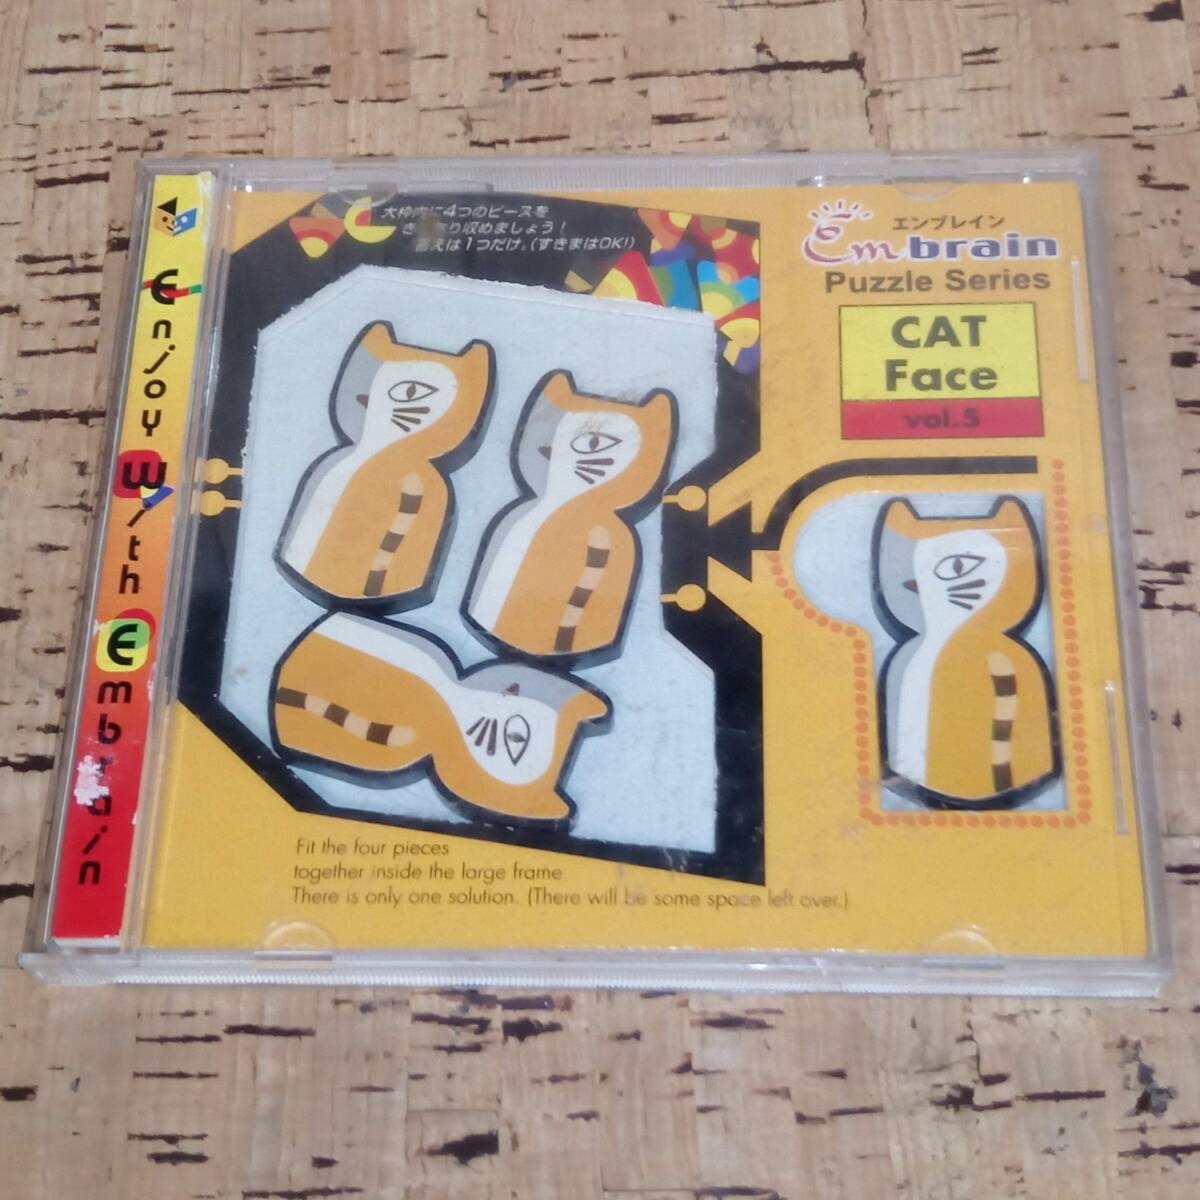 Enjoy With Embrain
大枠内に4つのピースを
り収めましょう！
答えは1つだけ。(すきまはOK!)
エンブレイン
Embrain
Puzzle Series
CAT
Face
vol.5
Fit the four pieces
together inside the large frame.
There is only one solution. (There will be some space left over.)